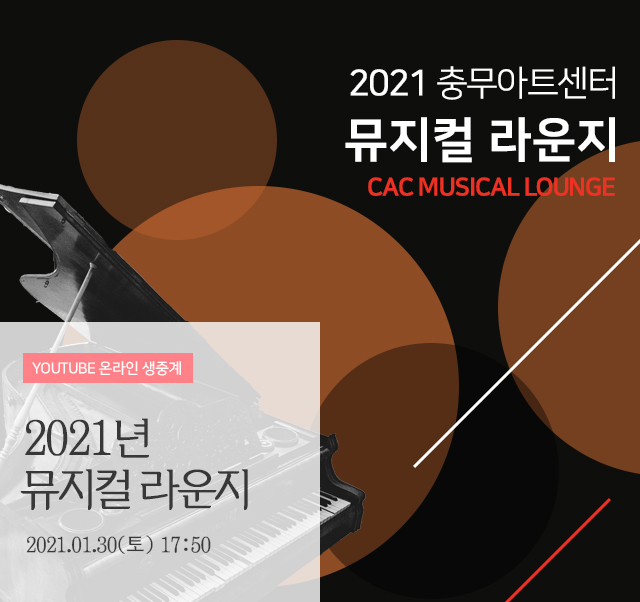 2021 충무아트센터
뮤지컬 라운지
CAC MUSICAL LOUNGE
YOUTUBE 온라인 생중계
2021년
뮤지컬 라운지
2021.01.30(토) 17:50